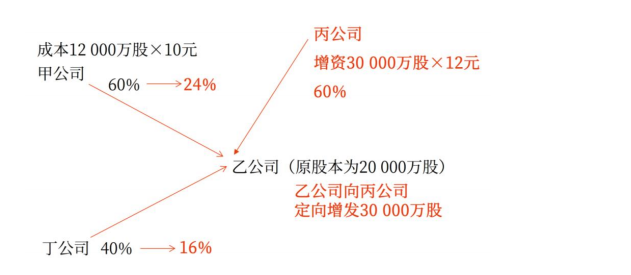 丙公司
成本12 000万股×10元
增资30 000万股×12元
甲公司
60%
24%
60%
乙公司（原股本为20 000万股）
乙公司向丙公司
定向增发30 000万股
丁公司 40%
16%